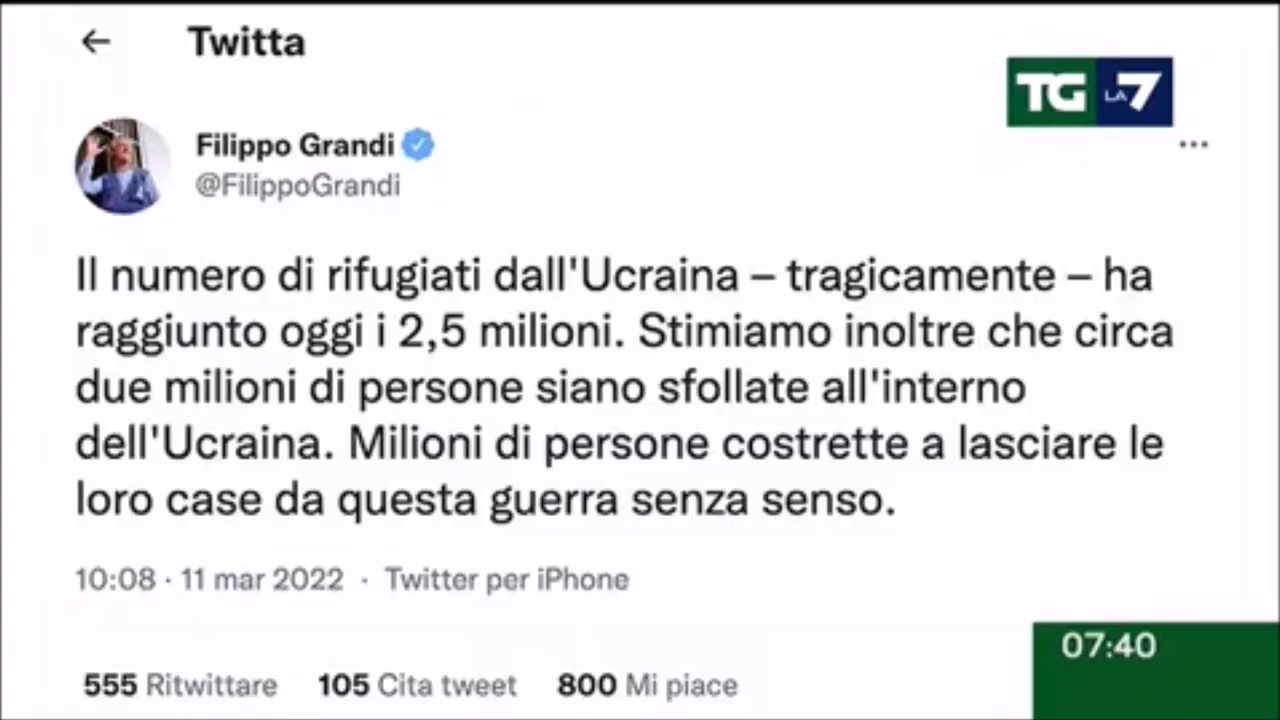 ← Twitta
TG LA 7
Filippo Grandi
@FilippoGrandi
Il numero di rifugiati dall'Ucraina – tragicamente – ha
raggiunto oggi i 2,5 milioni. Stimiamo inoltre che circa
due milioni di persone siano sfollate all'interno
dell'Ucraina. Milioni di persone costrette a lasciare le
loro case da questa guerra senza senso.
10:08 · 11 mar 2022 · Twitter per iPhone
555 Ritwittare 105 Cita tweet 800 Mi piace
07:40